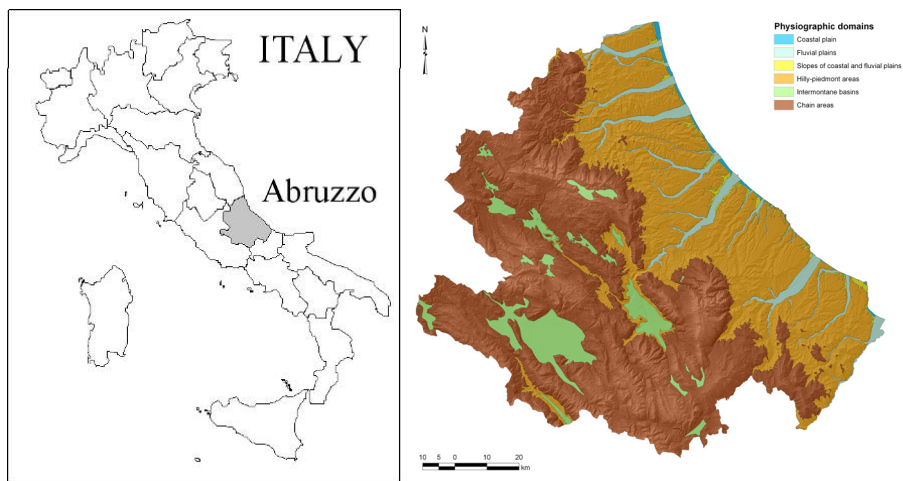 ITALY
Abruzzo
N
Physiographic domains
Coastal plain
Fluvial plains
Slopes of coastal and fluvial plains
Hilly-piedmont areas
Intermontane basins
Chain areas
10 5 0 10 20
km